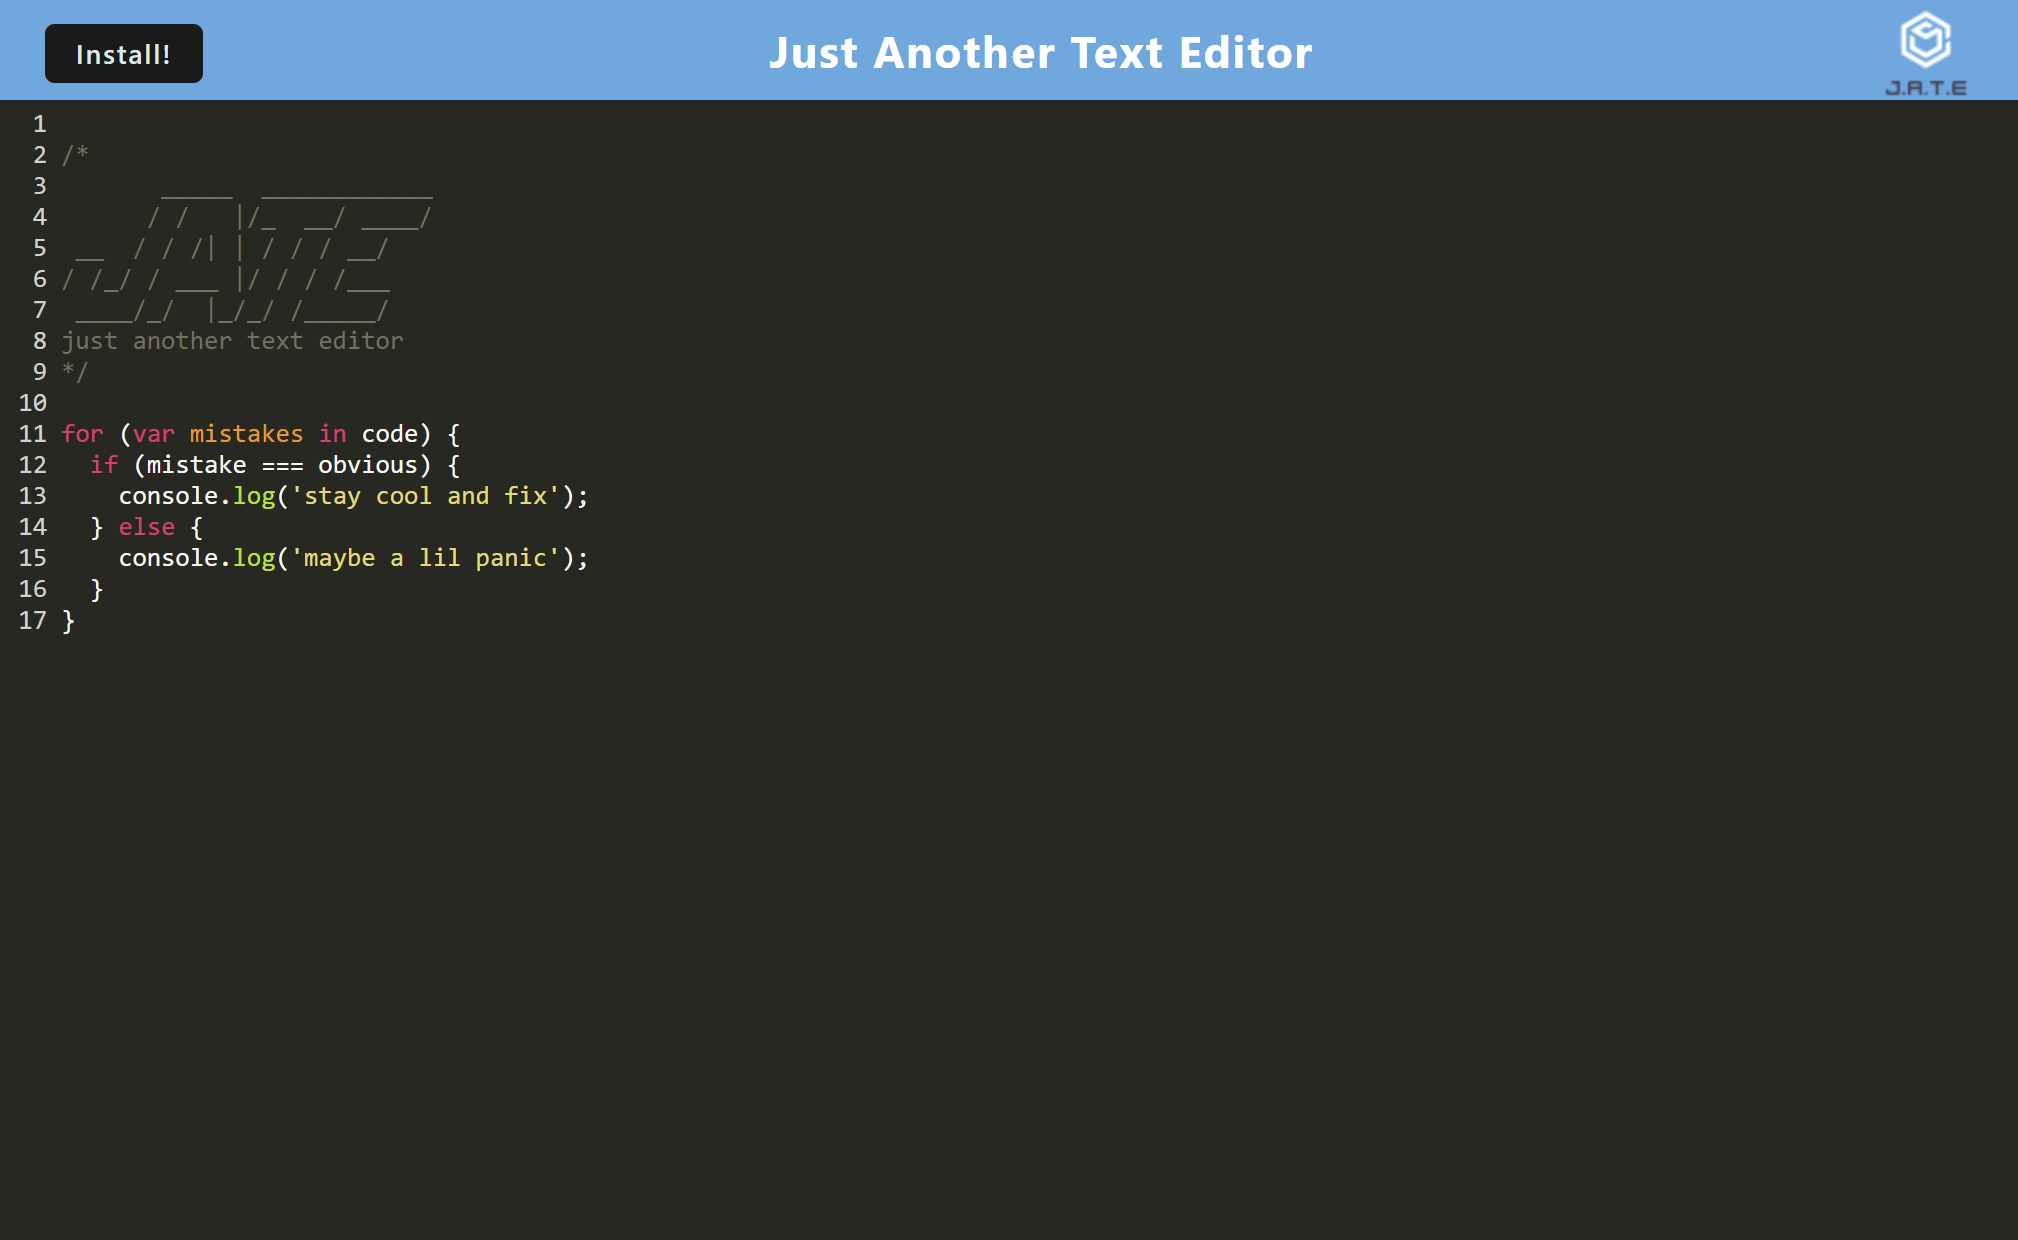 Install!
Just Another Text Editor
J.A.T.E
1
2 /*
3        _____  ____________
4       / /   |/_  __/ ____/
5  __  / / /| | / / / __/
6 / /_/ / ___ |/ / / /___
7  ____/_/  |_/_/ /_____/
8 just another text editor
9 */
10
11 for (var mistakes in code) {
12   if (mistake === obvious) {
13     console.log('stay cool and fix');
14   } else {
15     console.log('maybe a lil panic');
16   }
17 }